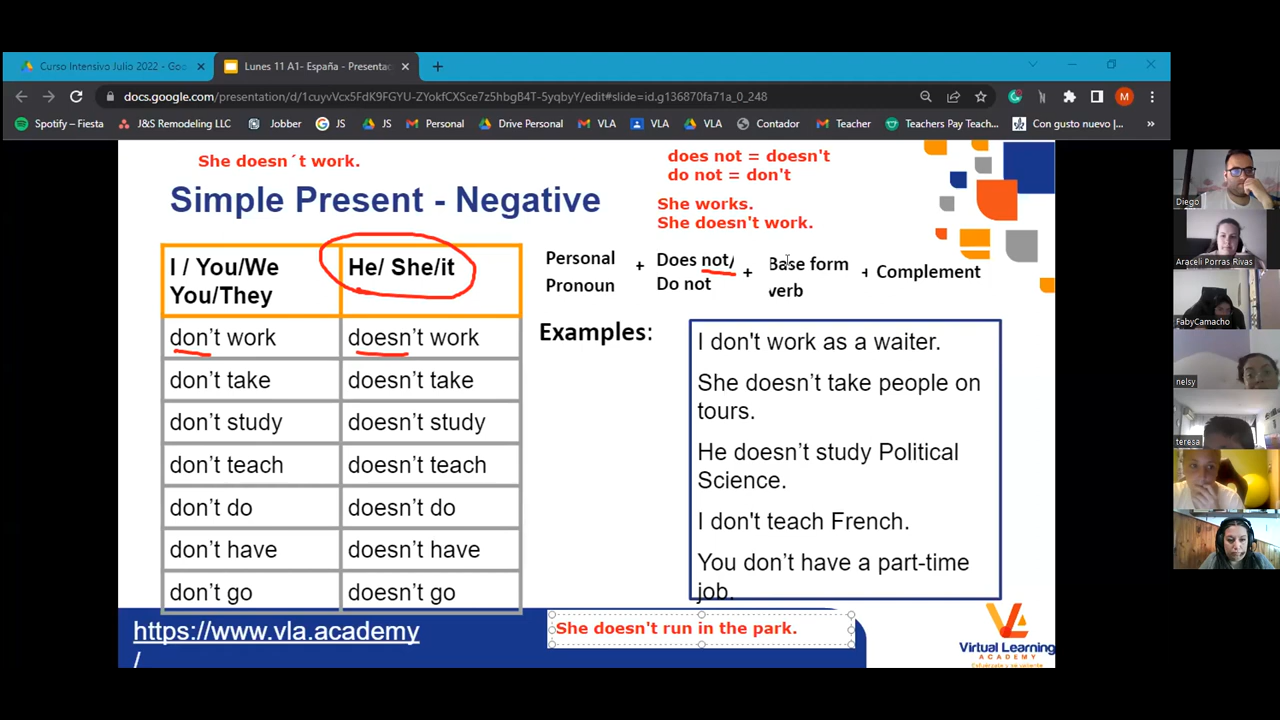 Curso Intensivo Julio 2022 - Goo
Lunes 11 A1- España - Presentac
docs.google.com/presentation/d/1cuyvVcx5FdK9FGYU-ZYokfCXSce7z5hbgB4T-5yqbyY/edit#slide=id.g136870fa71a_0_248
M
Spotify – Fiesta
J&S Remodeling LLC
Jobber
JS
JS
Personal
Drive Personal
VLA
VLA
VLA
Contador
Teacher
Teachers Pay Teac...
Con gusto nuevo |...
She doesn´t work.
does not = doesn't
do not = don't
Simple Present - Negative
She works.
She doesn't work.
I / You/We
You/They
He/ She/it
don't work
doesn't work
don't take
doesn't take
don't study
doesn't study
don't teach
doesn't teach
don't do
doesn't do
don't have
doesn't have
don't go
doesn't go
Personal
Pronoun
+
Does not/
Do not
+
Base form
verb
+ Complement
Examples:
I don't work as a waiter.
She doesn't take people on
tours.
He doesn't study Political
Science.
I don't teach French.
You don't have a part-time
job.
https://www.vla.academy
/
She doesn't run in the park.
Virtual Learning
ACADEMY
Esfuérzate y sé valiente
Diego
Araceli Porras Rivas
FabyCamacho
nelsy
teresa